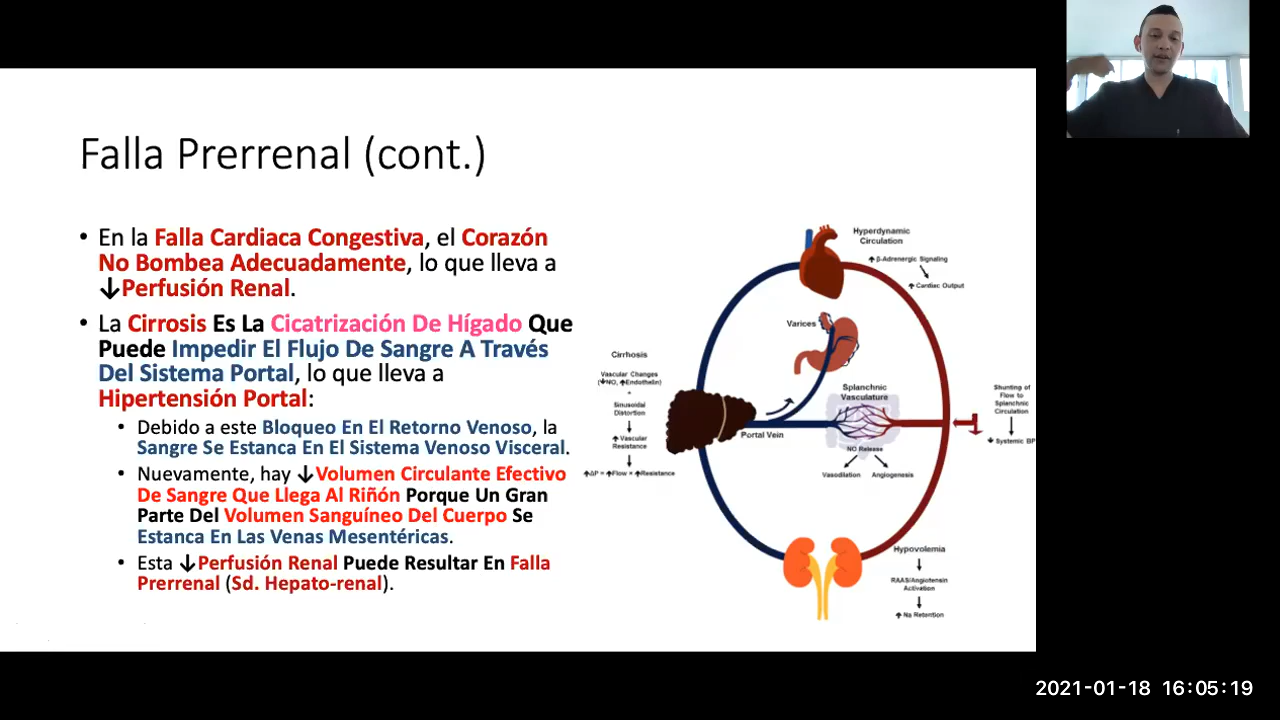 Falla Prerrenal (cont.)
• En la Falla Cardiaca Congestiva, el Corazón
No Bombea Adecuadamente, lo que lleva a
↓Perfusión Renal.
• La Cirrosis Es La Cicatrización De Hígado Que
Puede Impedir El Flujo De Sangre A Través
Del Sistema Portal, lo que lleva a
Hipertensión Portal:
• Debido a este Bloqueo En El Retorno Venoso, la
Sangre Se Estanca En El Sistema Venoso Visceral.
• Nuevamente, hay ↓Volumen Circulante Efectivo
De Sangre Que Llega Al Riñón Porque Un Gran
Parte Del Volumen Sanguíneo Del Cuerpo Se
Estanca En Las Venas Mesentéricas.
• Esta ↓Perfusión Renal Puede Resultar En Falla
Prerrenal (Sd. Hepato-renal).
Hyperdynamic
Circulation
↑ β-Adrenergic Signaling
↑ Cardiac Output
Varices
Cirrhosis
Vascular Changes
(↓NO, ↑Endothelin)
+
Sinusoidal
Distortion
↑ Vascular
Resistance
↑ΔP = ↑Flow × ↑Resistance
Portal Vein
Splanchnic
Vasculature
NO Release
Vasodilation
Angiogenesis
Shunting of
Flow to
Splanchnic
Circulation
↓ Systemic BP
Hypovolemia
RAAS/Angiotensin
Activation
↑ Na Retention
2021-01-18 16:05:19